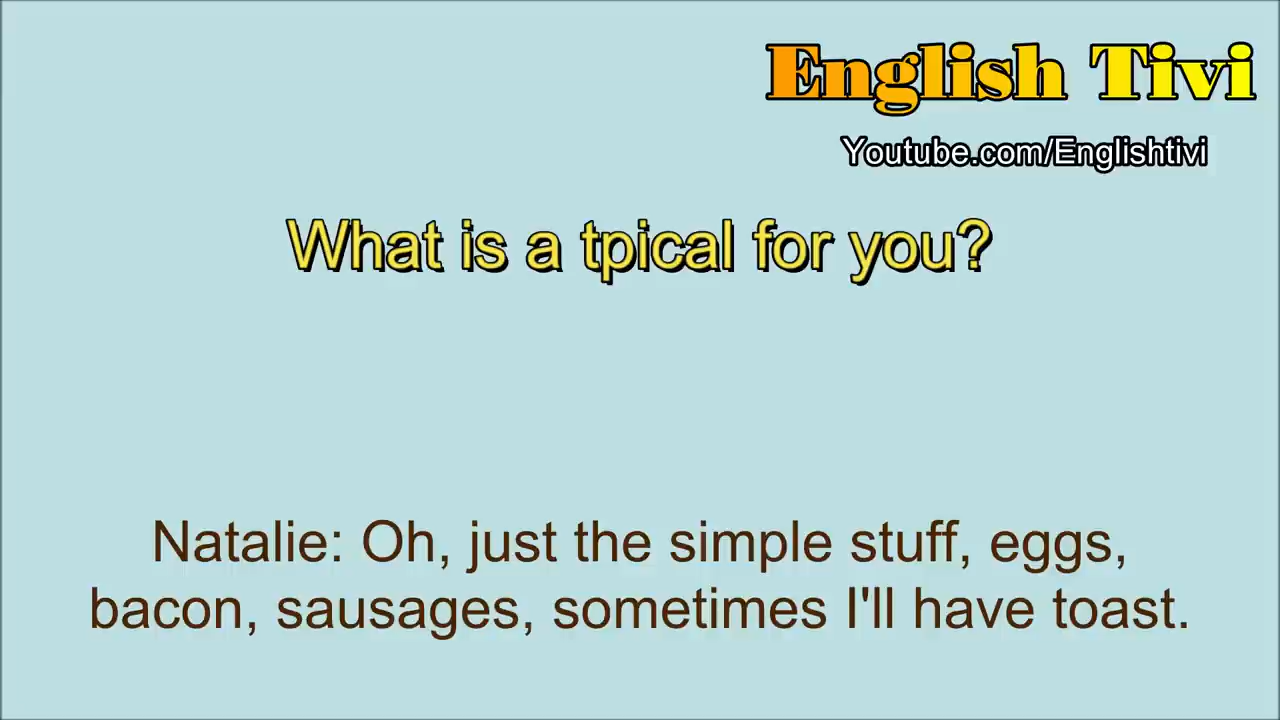 English Tivi
Youtube.com/Englishtivi
What is a tpical for you?
Natalie: Oh, just the simple stuff, eggs,
bacon, sausages, sometimes I'll have toast.